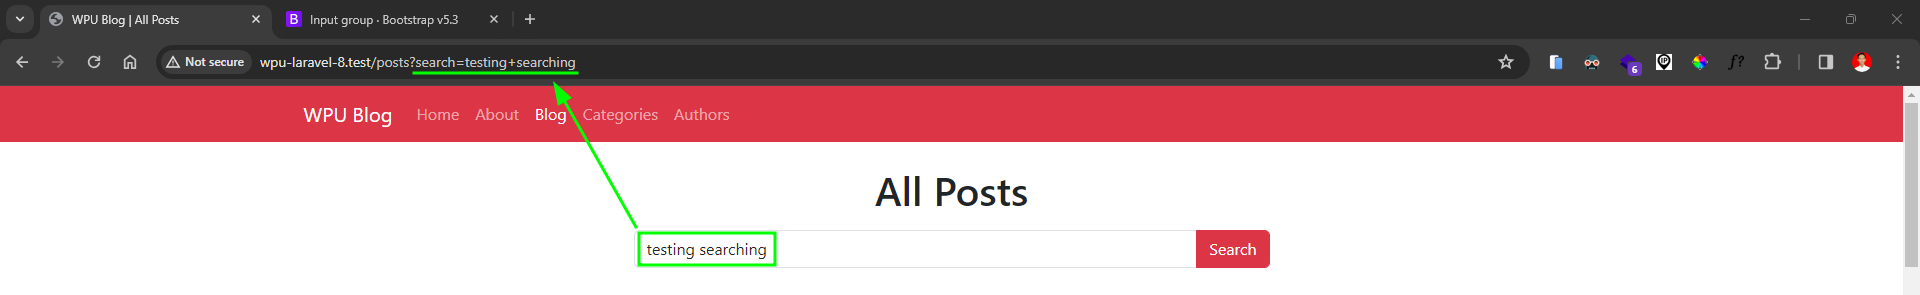 WPU Blog | All Posts
Input group · Bootstrap v5.3
Not secure
wpu-laravel-8.test/posts?search=testing+searching
6
f?
WPU Blog Home About Blog Categories Authors
All Posts
testing searching
Search